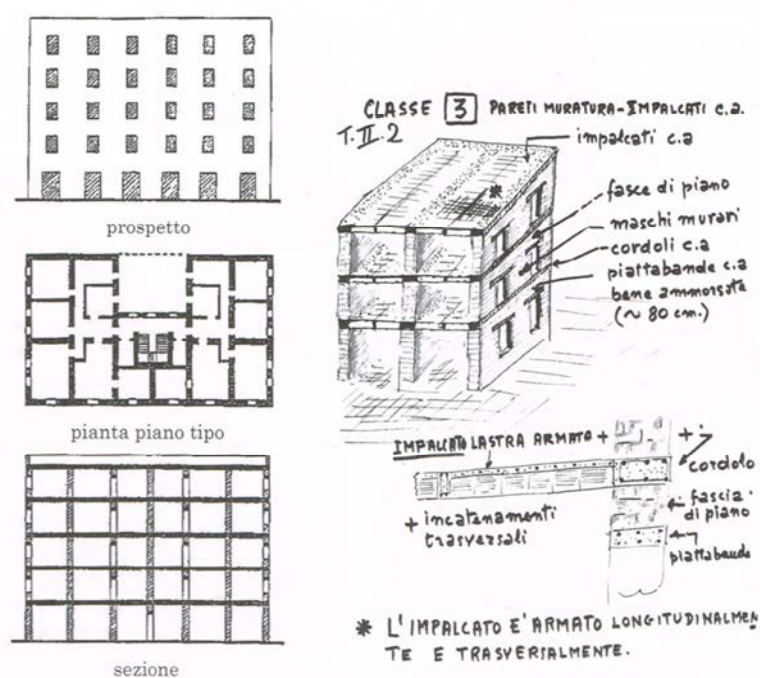 prospetto
pianta piano tipo
sezione
CLASSE 3 PARETI MURATURA-IMPALCATI c.a.
T.II.2
impalcati c.a
*
fasce di piano
maschi murari
cordoli c.a
piattabande c.a
bene ammorsate
(~ 80 cm.)
IMPALCATO LASTRA ARMATO +
+ incatenamenti
trasversali
cordolo
fascia
di piano
piattabande
* L'IMPALCATO E' ARMATO LONGITUDINALMEN
TE E TRASVERSALMENTE.